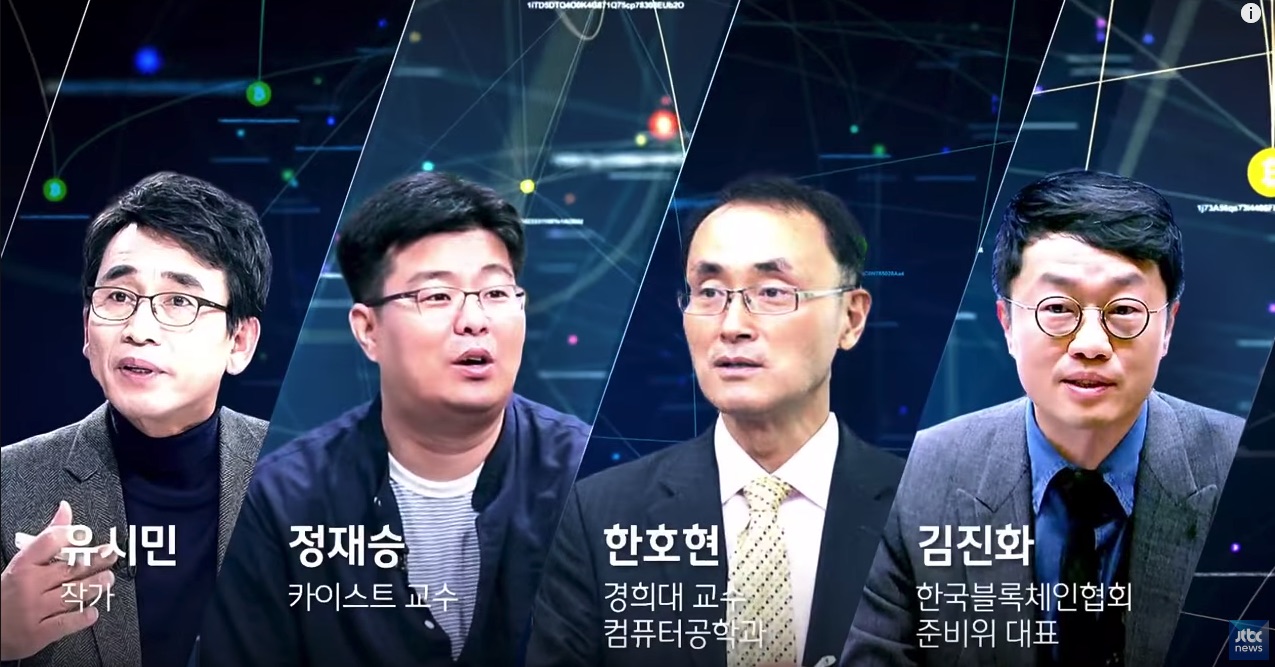 유시민
작가
정재승
카이스트 교수
한호현
경희대 교수
컴퓨터공학과
김진화
한국블록체인협회
준비위 대표
jtbc
news